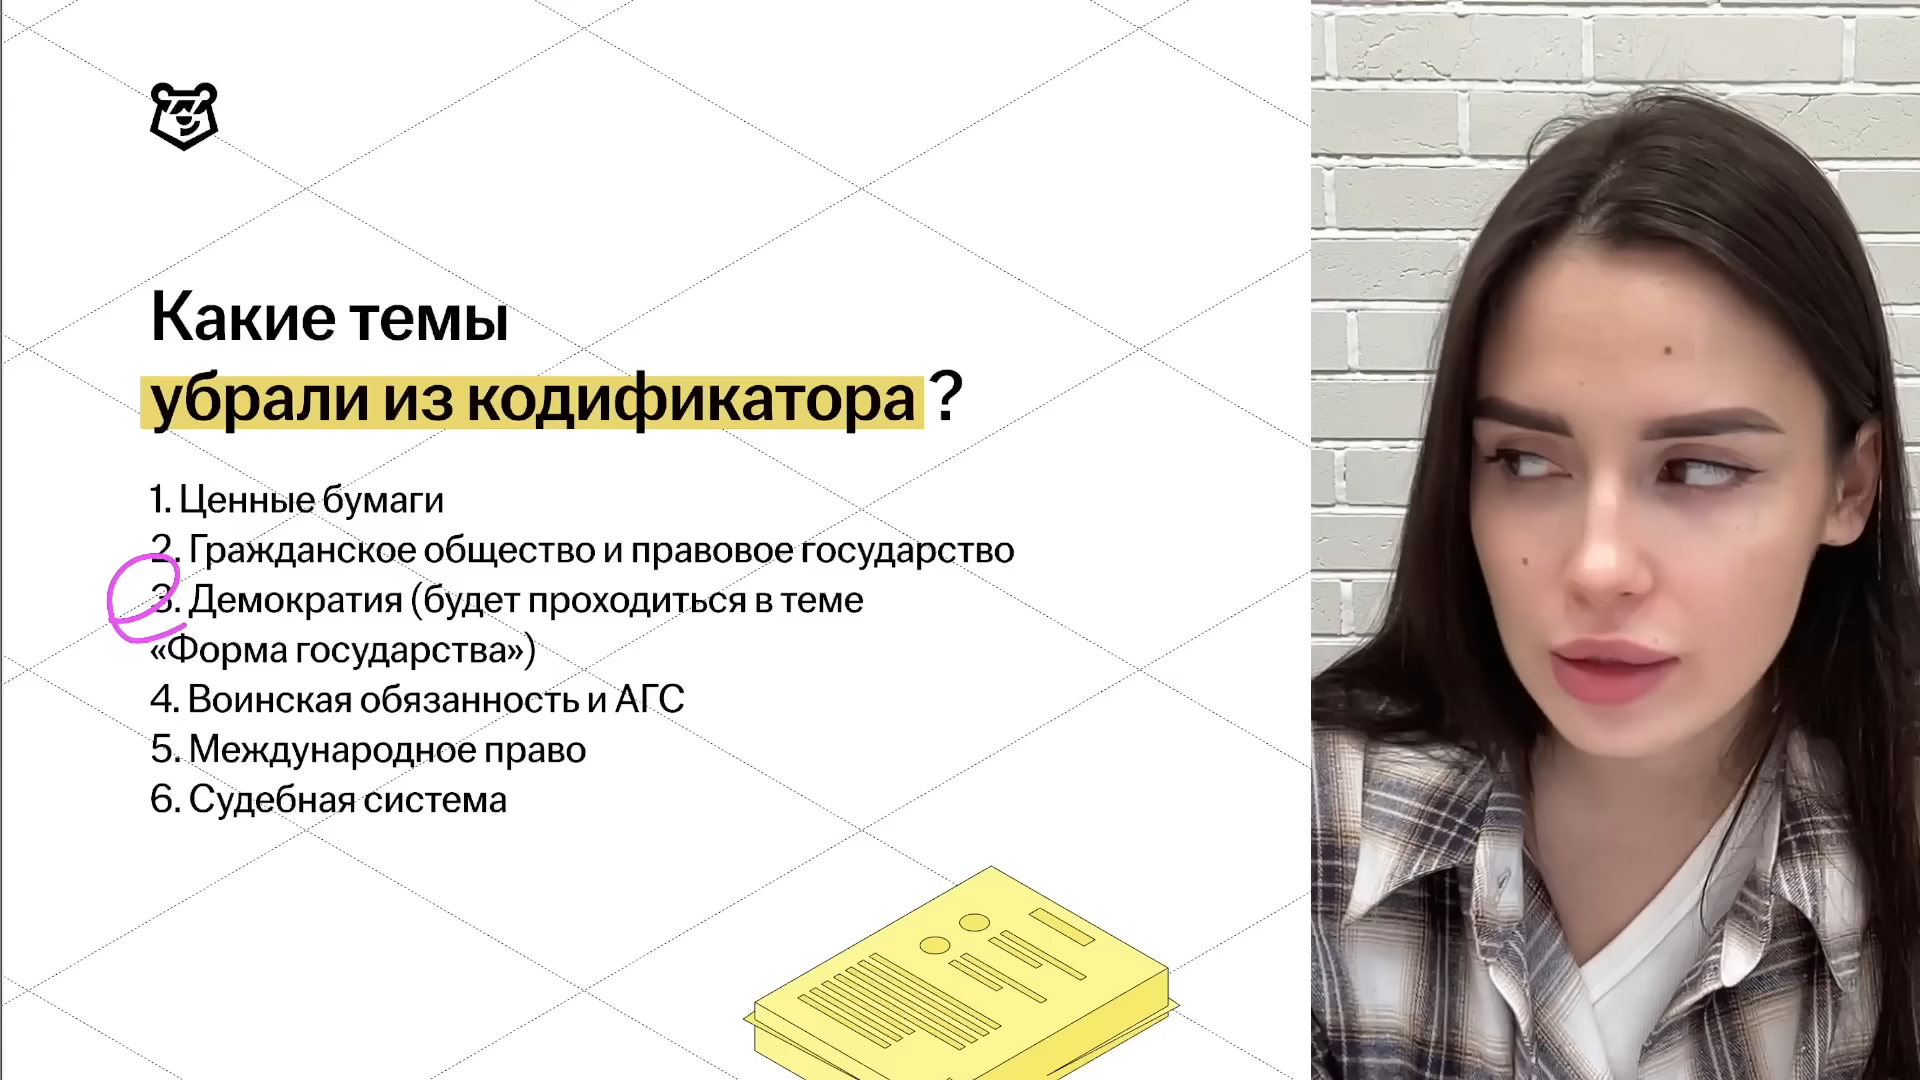 Какие темы
убрали из кодификатора?
1. Ценные бумаги
2. Гражданское общество и правовое государство
3. Демократия (будет проходиться в теме
«Форма государства»)
4. Воинская обязанность и АГС
5. Международное право
6. Судебная система